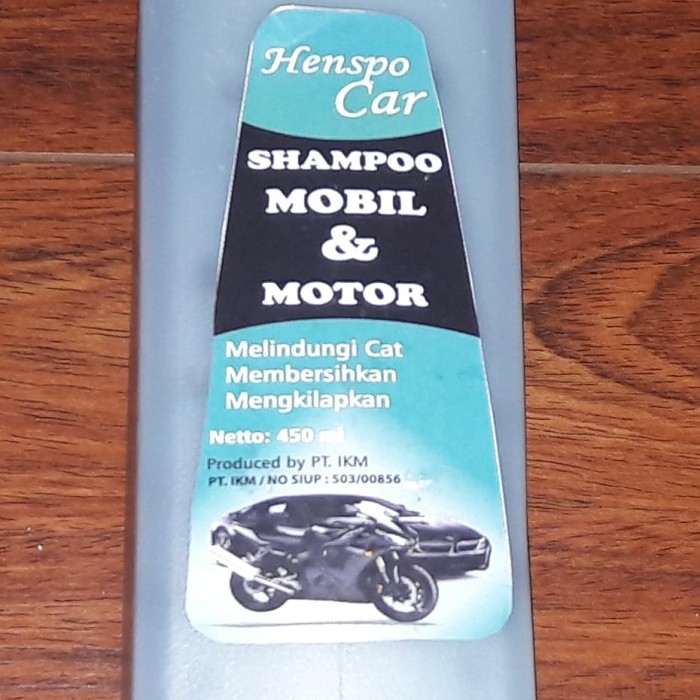 Henspo
Car
SHAMPOO
MOBIL
&
MOTOR
Melindungi Cat
Membersihkan
Mengkilapkan
Netto: 450 ml
Produced by PT. IKM
PT. IKM / NO SIUP : 503/00856